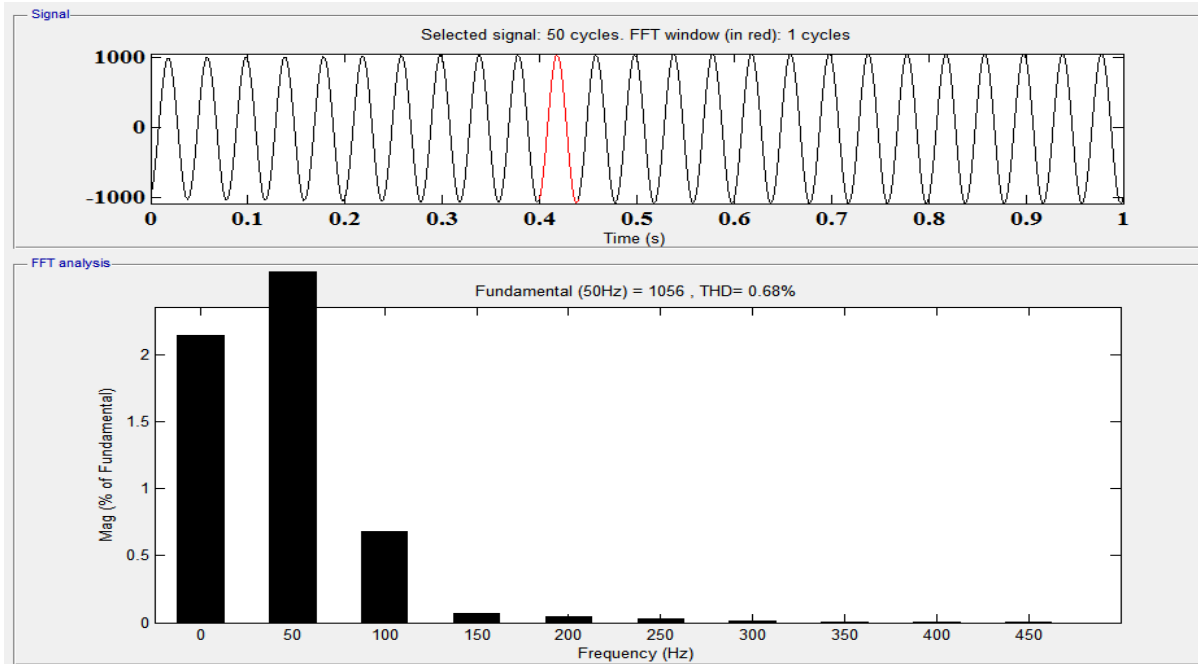 Signal
Selected signal: 50 cycles. FFT window (in red): 1 cycles
1000
0
-1000
0 0.1 0.2 0.3 0.4 0.5 0.6 0.7 0.8 0.9 1
Time (s)
FFT analysis
Fundamental (50Hz) = 1056 , THD= 0.68%
Mag (% of Fundamental)
2
1.5
1
0.5
0
0 50 100 150 200 250 300 350 400 450
Frequency (Hz)